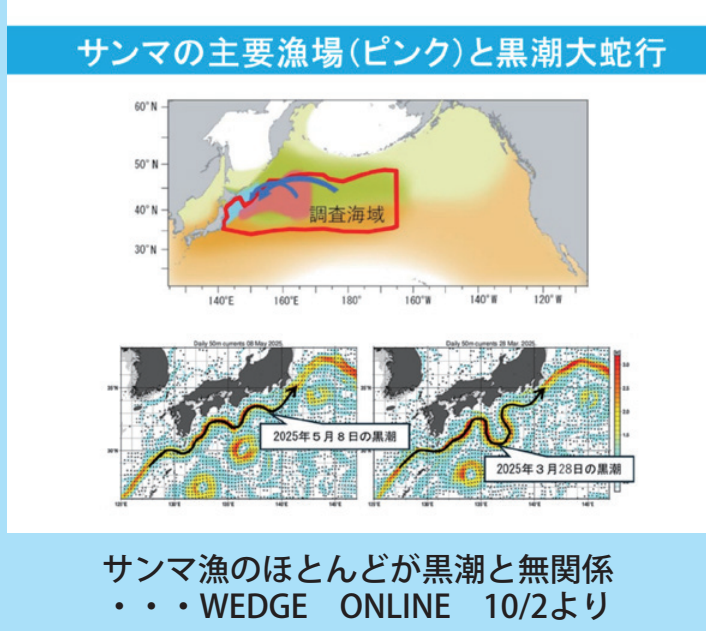 サンマの主要漁場(ピンク)と黒潮大蛇行
60°N
50°N
40°N
30°N
調査海域
140°E 160°E 180° 160°W 140°W 120°W
Daily 50m currents 08 May 2025.
Daily 50m currents 28 Mar. 2025.
2025年5月8日の黒潮
2025年3月28日の黒潮
サンマ漁のほとんどが黒潮と無関係
・・・WEDGE ONLINE 10/2より